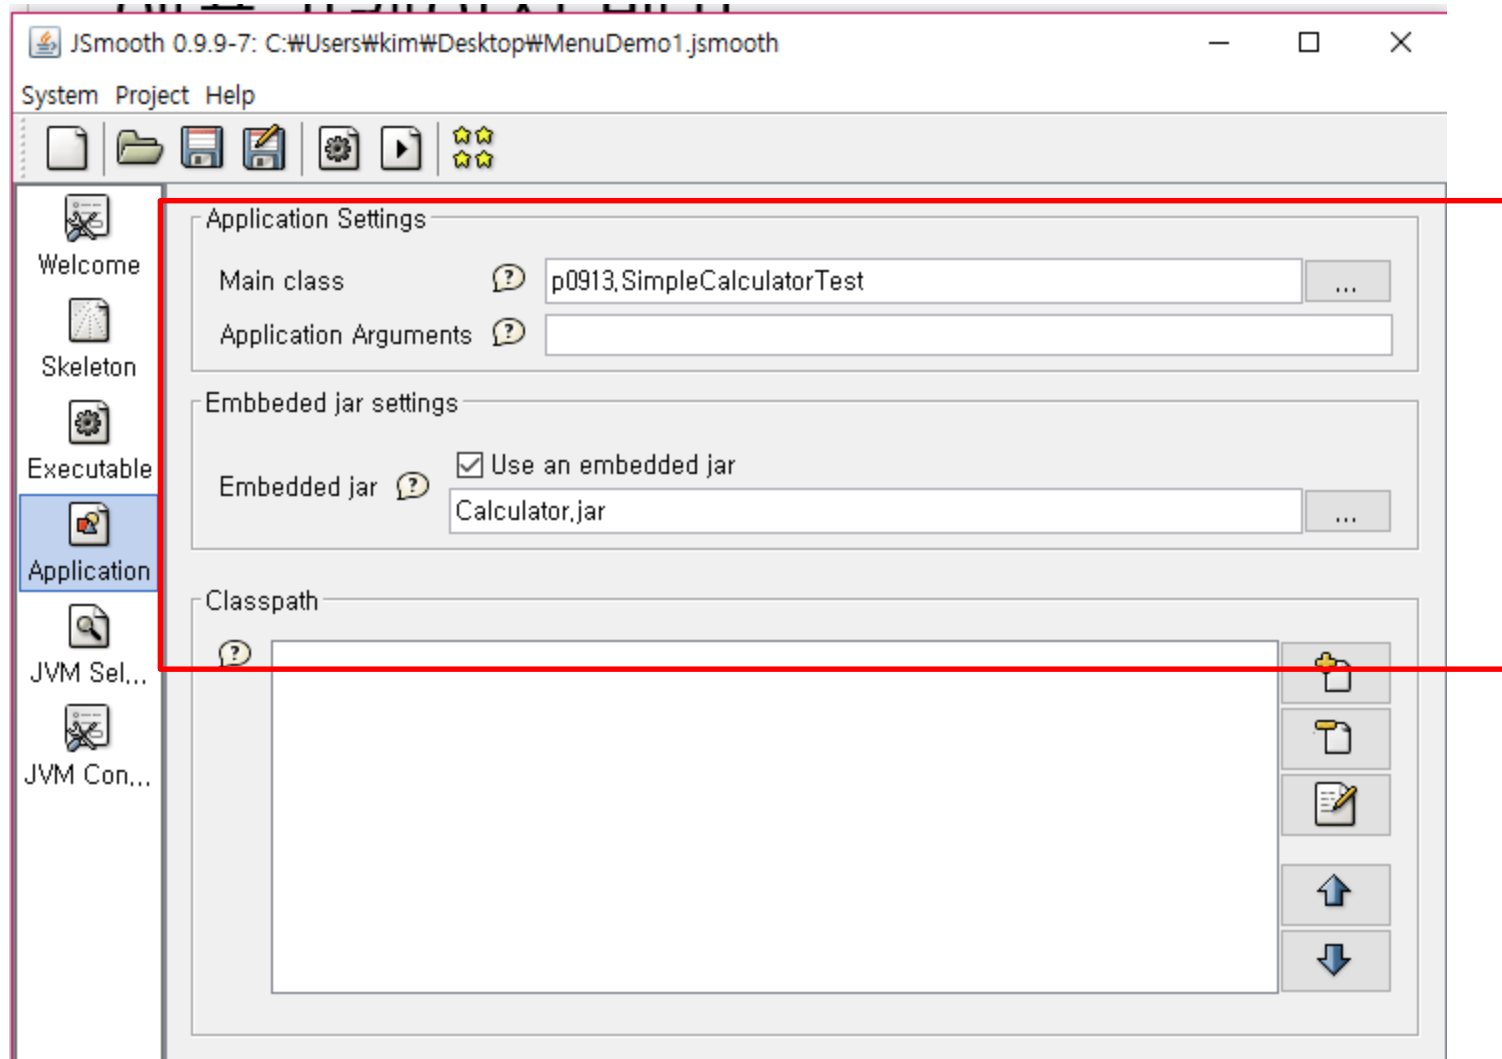 JSmooth 0.9.9-7: C:₩Users₩kim₩Desktop₩MenuDemo1.jsmooth
System Project Help
Welcome
Skeleton
Executable
Application
JVM Sel...
JVM Con...
Application Settings
Main class
p0913.SimpleCalculatorTest
...
Application Arguments
Embbeded jar settings
Embedded jar
Use an embedded jar
Calculator.jar
...
Classpath